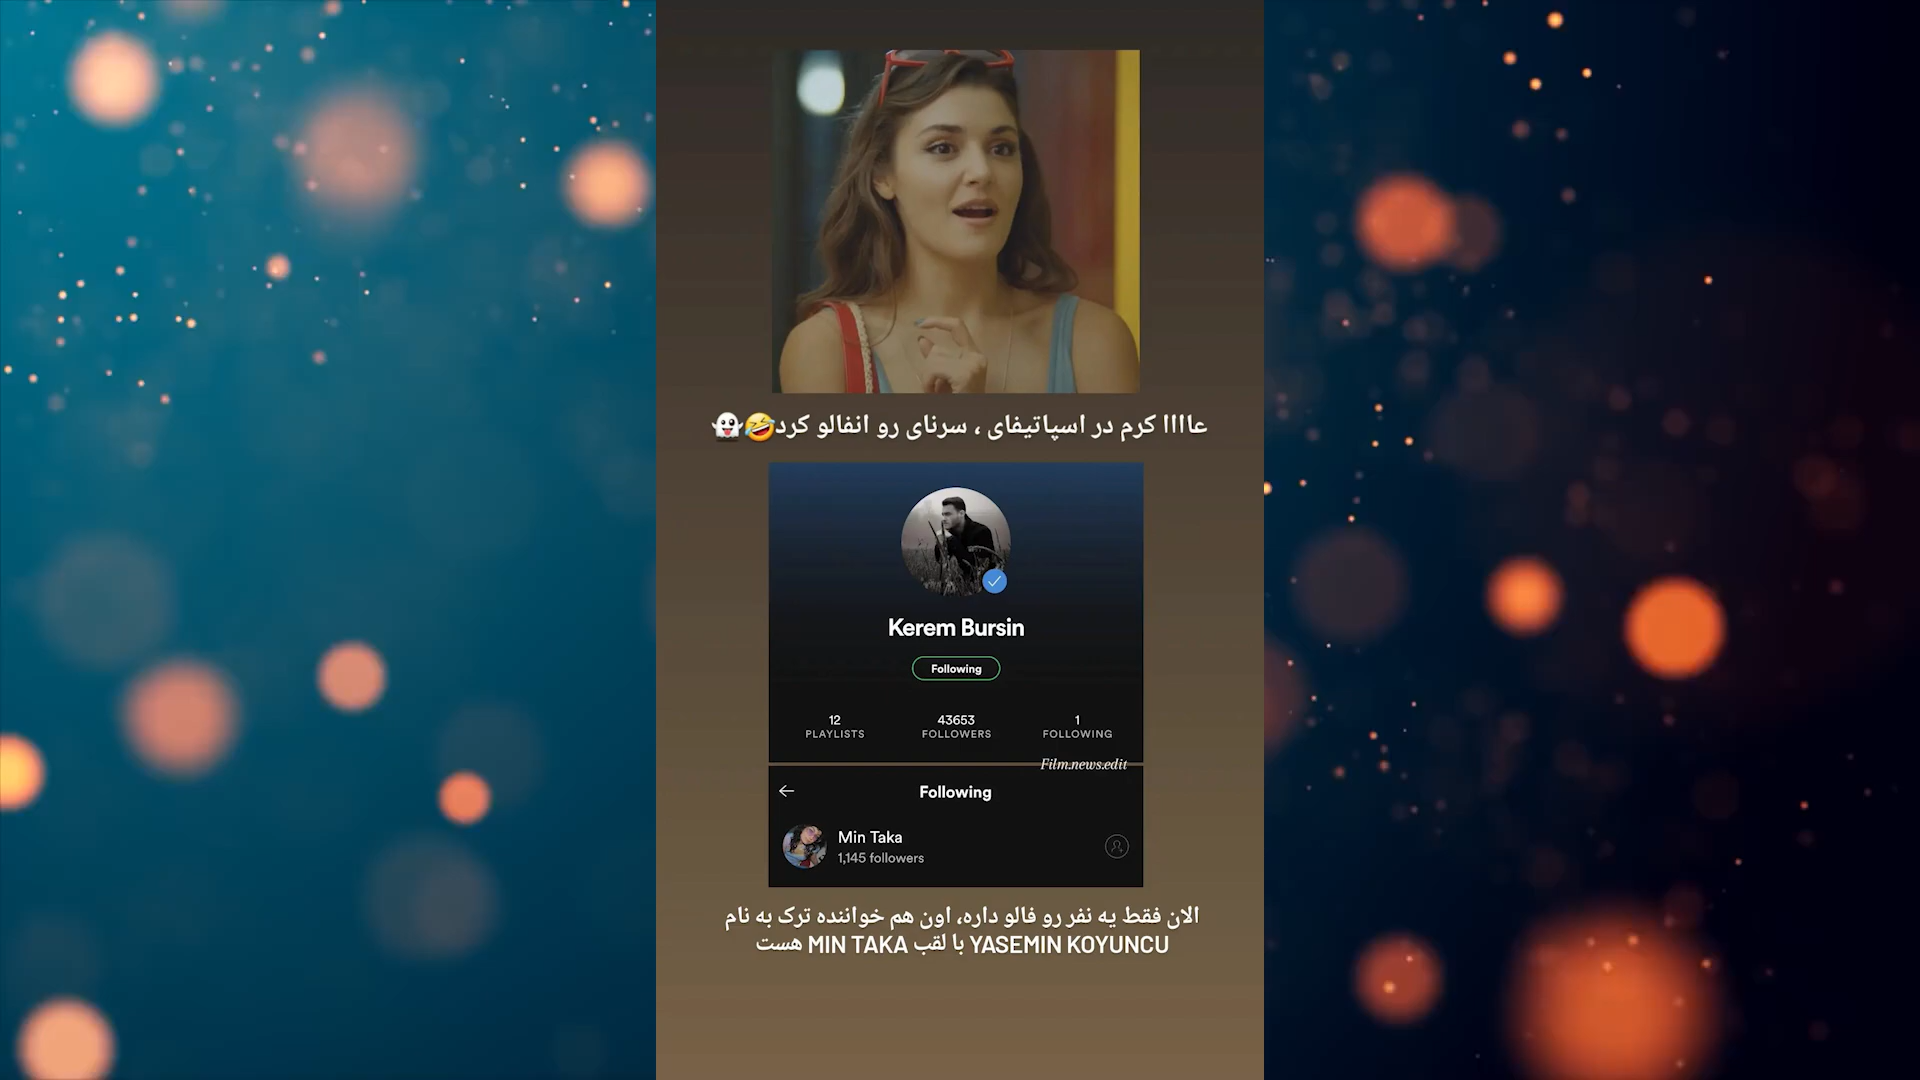 عاااا کرم در اسپاتیفای ، سرنای رو انفالو کرد🤣👻
Kerem Bursin
Following
12
PLAYLISTS
43653
FOLLOWERS
1
FOLLOWING
Film.news.edit
Following
Min Taka
1,145 followers
الان فقط یه نفر رو فالو داره، اون هم خواننده ترک به نام
YASEMIN KOYUNCU با لقب MIN TAKA هست